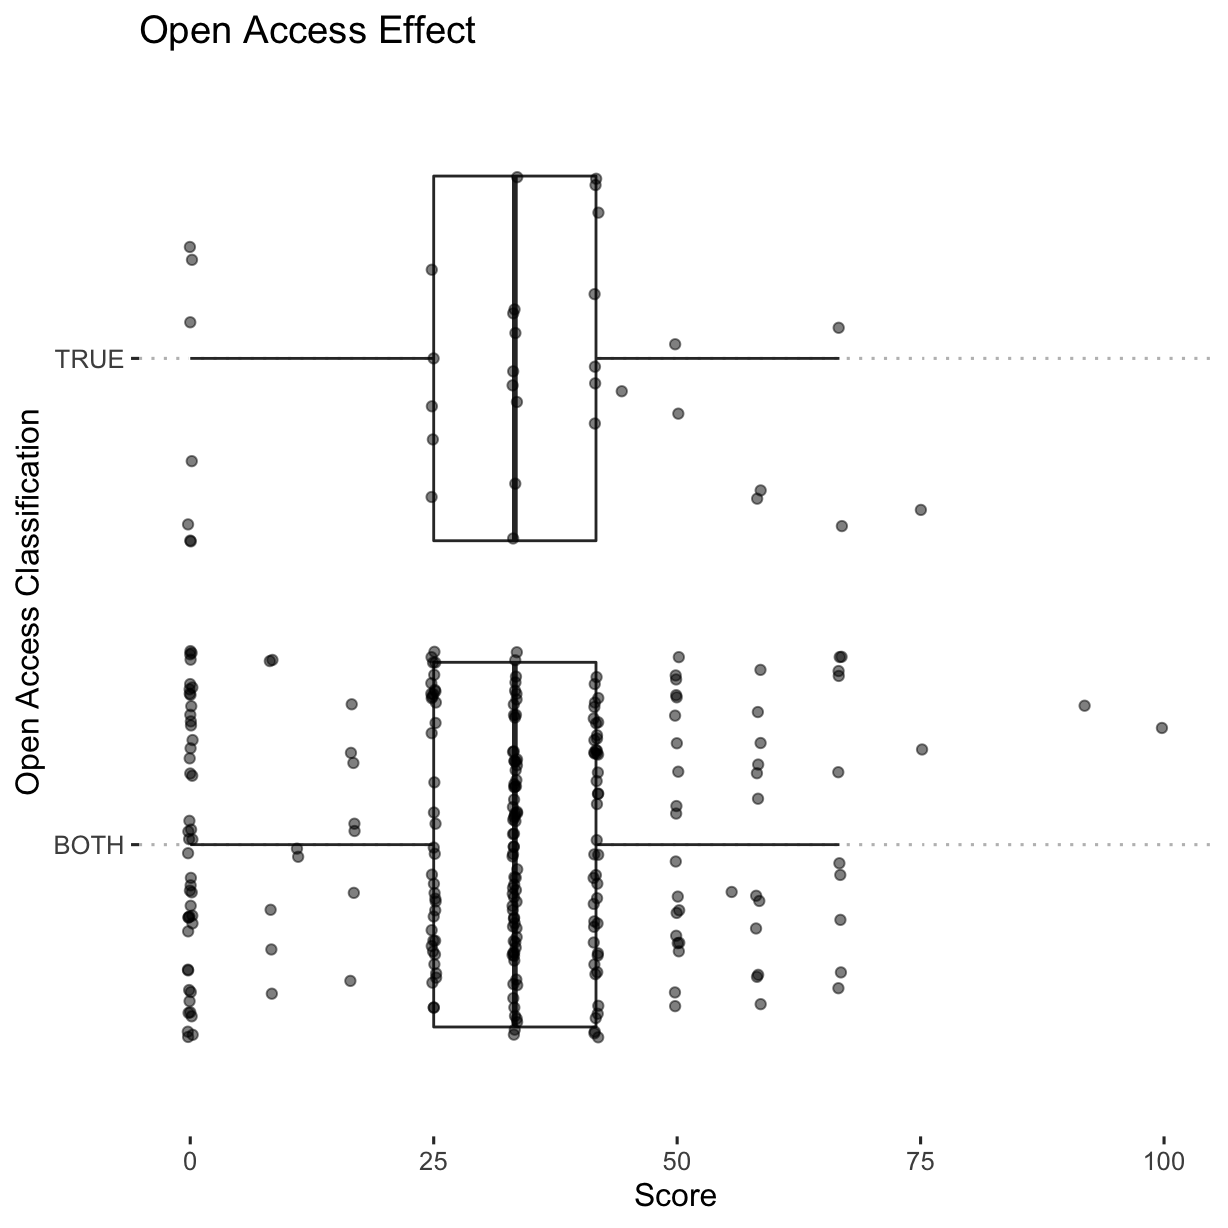 Open Access Effect
Open Access Classification
TRUE
BOTH
0 25 50 75 100
Score